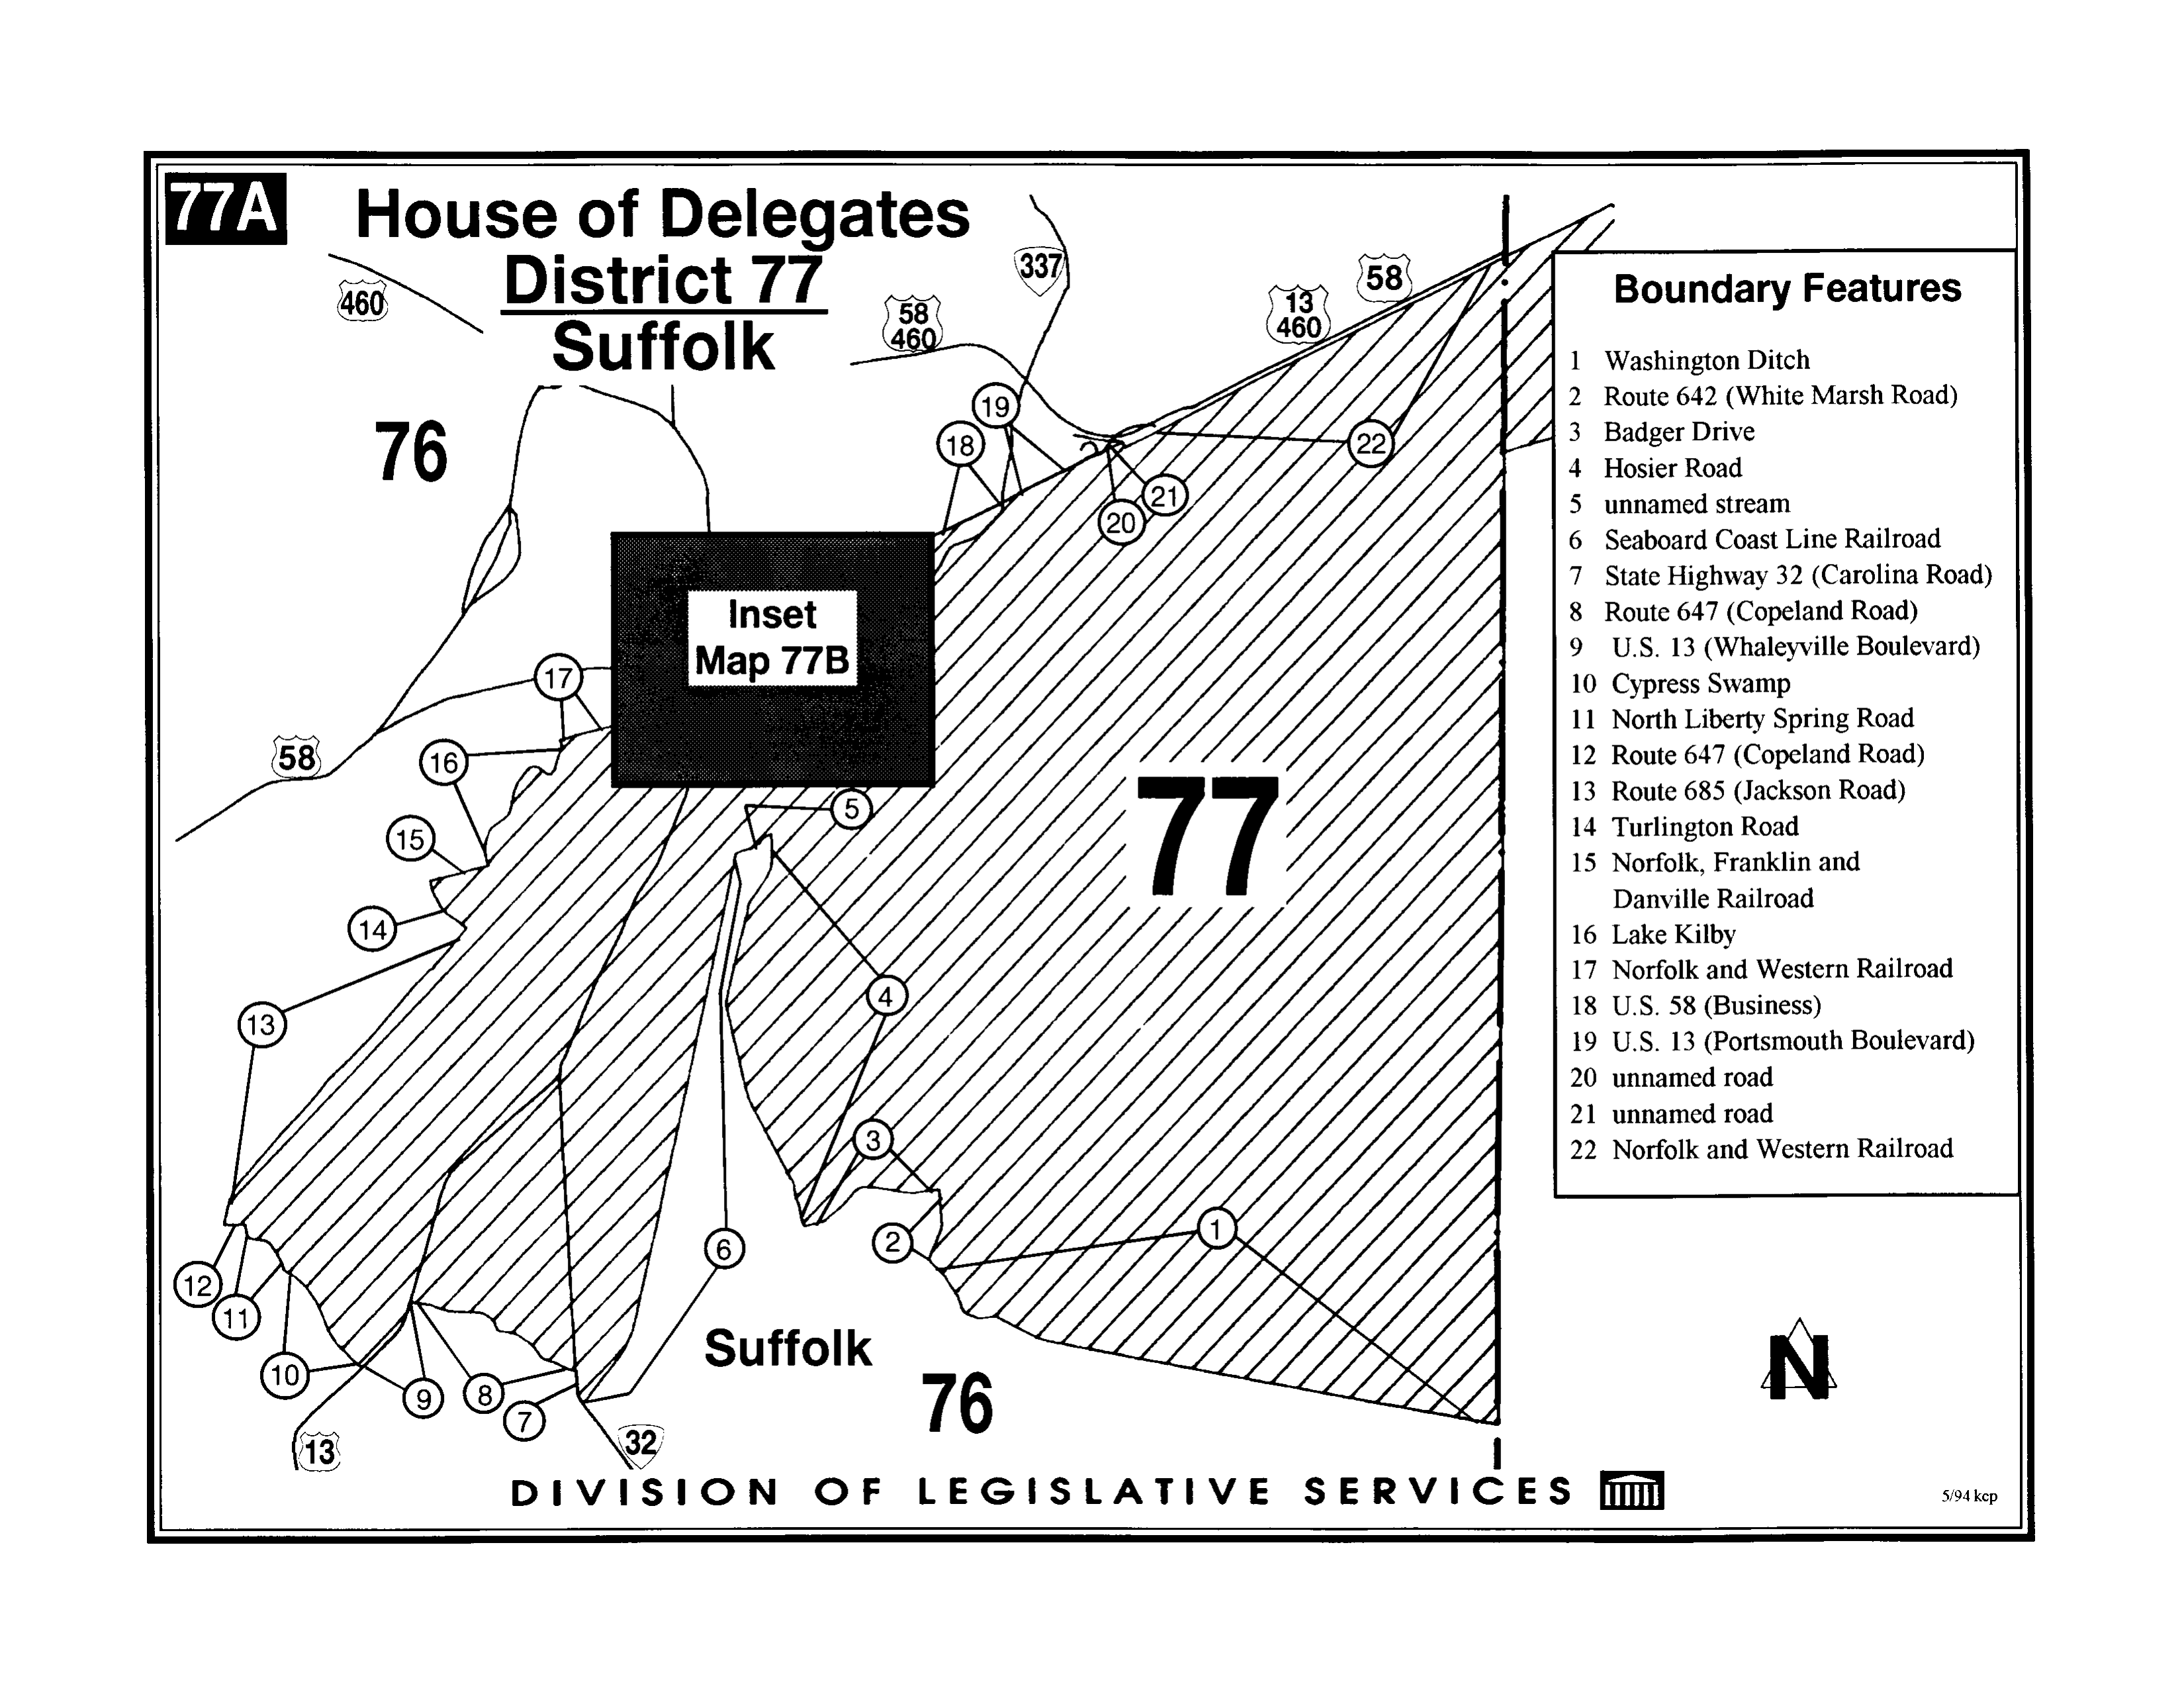 77A
House of Delegates
District 77
Suffolk
460
58
460
337
13
460
58
76
19
18
22
21
20
Inset
Map 77B
17
58
16
5
77
15
14
4
13
3
2
1
6
12
11
Suffolk
10
9
8
7
76
13
32
N
Boundary Features
1 Washington Ditch
2 Route 642 (White Marsh Road)
3 Badger Drive
4 Hosier Road
5 unnamed stream
6 Seaboard Coast Line Railroad
7 State Highway 32 (Carolina Road)
8 Route 647 (Copeland Road)
9 U.S. 13 (Whaleyville Boulevard)
10 Cypress Swamp
11 North Liberty Spring Road
12 Route 647 (Copeland Road)
13 Route 685 (Jackson Road)
14 Turlington Road
15 Norfolk, Franklin and
Danville Railroad
16 Lake Kilby
17 Norfolk and Western Railroad
18 U.S. 58 (Business)
19 U.S. 13 (Portsmouth Boulevard)
20 unnamed road
21 unnamed road
22 Norfolk and Western Railroad
DIVISION OF LEGISLATIVE SERVICES
5/94 kcp